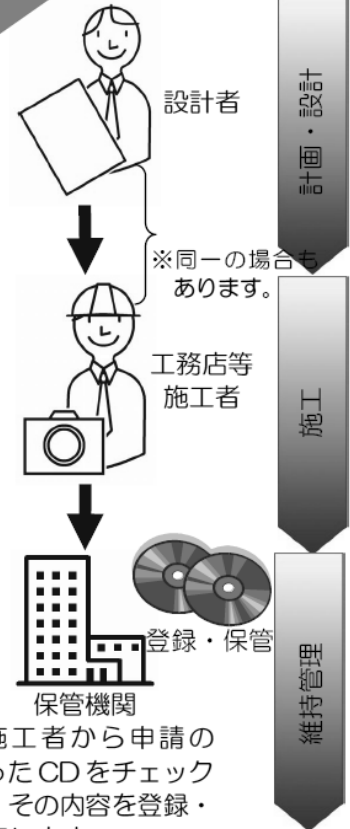 設計者
計画・設計
※同一の場合も
あります。
工務店等
施工者
施工
登録・保管
維持管理
保管機関
施工者から申請の
ったCDをチェック
、その内容を登録・